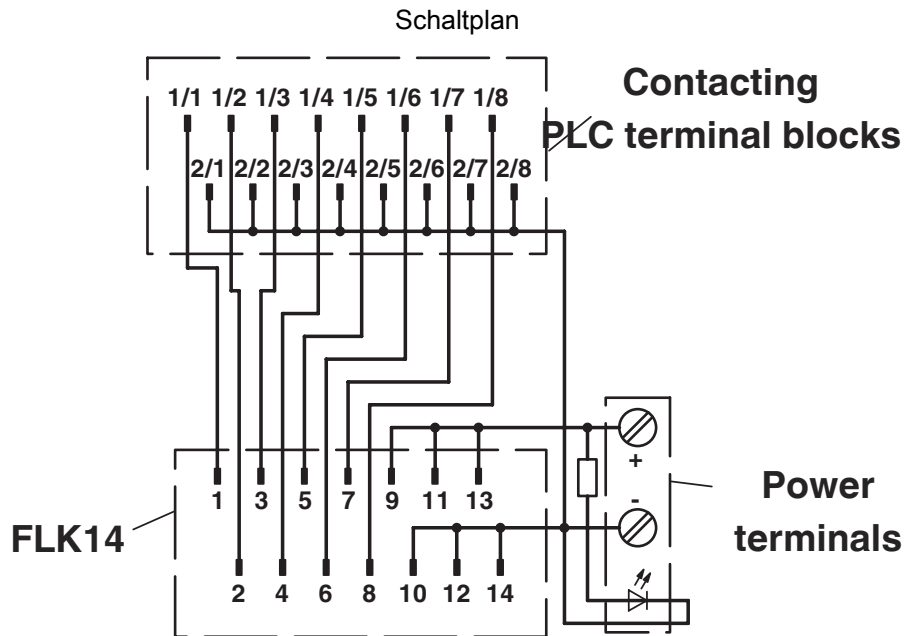 Schaltplan
Contacting
PLC terminal blocks
1/1 1/2 1/3 1/4 1/5 1/6 1/7 1/8
2/1 2/2 2/3 2/4 2/5 2/6 2/7 2/8
+
-
Power
terminals
FLK14
1 3 5 7 9 11 13
2 4 6 8 10 12 14